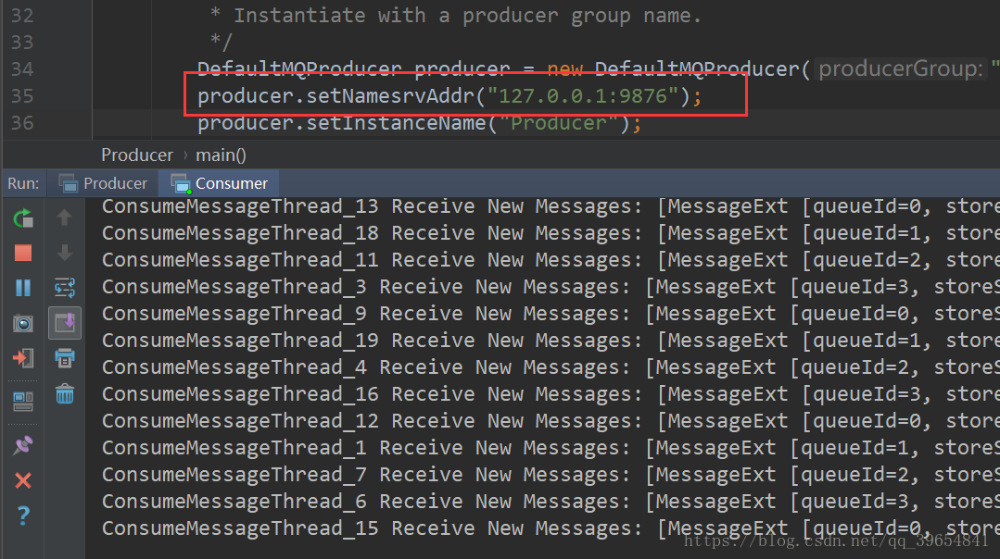 32 * Instantiate with a producer group name.
33 */
34 DefaultMQProducer producer = new DefaultMQProducer( producerGroup: "
35 producer.setNamesrvAddr("127.0.0.1:9876");
36 producer.setInstanceName("Producer");
Producer › main()
Run: Producer Consumer
ConsumeMessageThread_13 Receive New Messages: [MessageExt [queueId=0, store
ConsumeMessageThread_18 Receive New Messages: [MessageExt [queueId=1, store
ConsumeMessageThread_11 Receive New Messages: [MessageExt [queueId=2, store
ConsumeMessageThread_3 Receive New Messages: [MessageExt [queueId=3, storeS
ConsumeMessageThread_9 Receive New Messages: [MessageExt [queueId=0, storeS
ConsumeMessageThread_19 Receive New Messages: [MessageExt [queueId=1, store
ConsumeMessageThread_4 Receive New Messages: [MessageExt [queueId=2, storeS
ConsumeMessageThread_16 Receive New Messages: [MessageExt [queueId=3, store
ConsumeMessageThread_12 Receive New Messages: [MessageExt [queueId=0, store
ConsumeMessageThread_1 Receive New Messages: [MessageExt [queueId=1, storeS
ConsumeMessageThread_7 Receive New Messages: [MessageExt [queueId=2, storeS
ConsumeMessageThread_6 Receive New Messages: [MessageExt [queueId=3, storeS
ConsumeMessageThread_15 Receive New Messages: [MessageExt [queueId=0, store
https://blog.csdn.net/qq_39654841